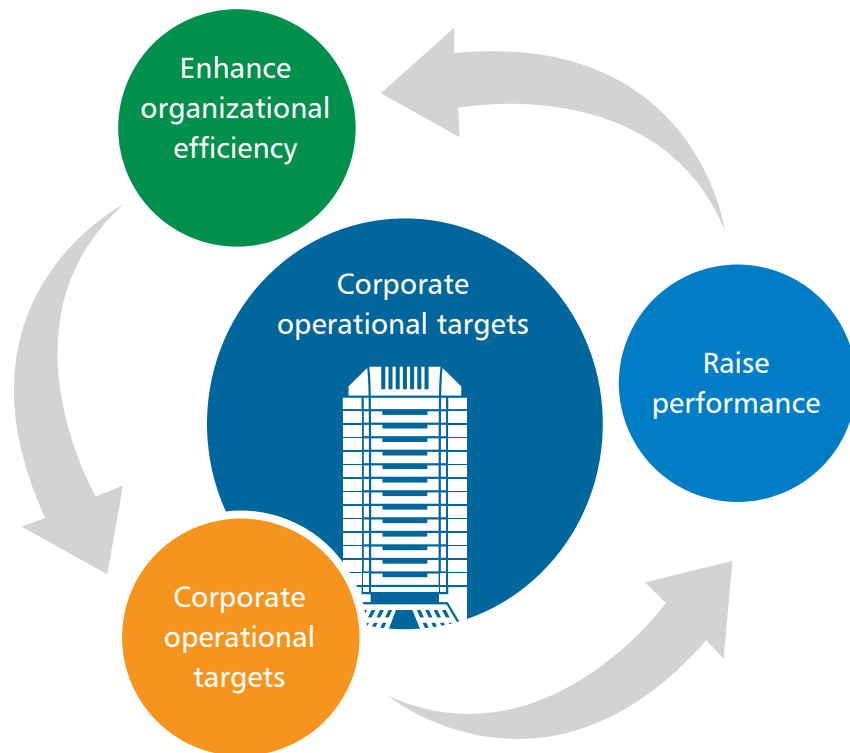 Enhance
organizational
efficiency
Corporate
operational targets
Raise
performance
Corporate
operational
targets